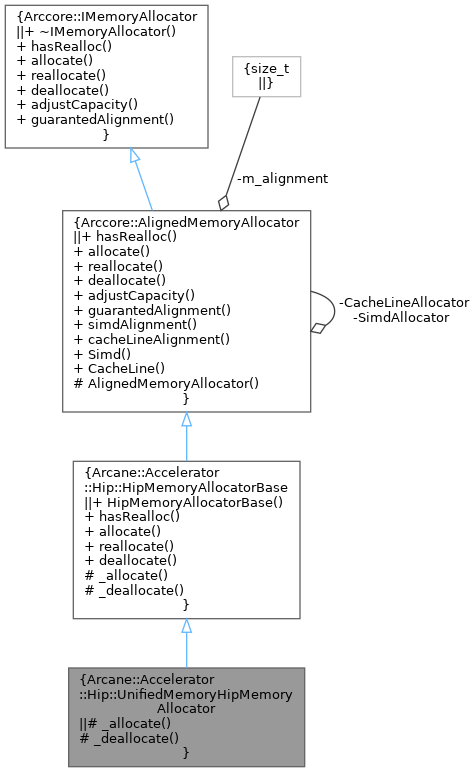 {Arccore::IMemoryAllocator
||+ ~IMemoryAllocator()
+ hasRealloc()
+ allocate()
+ reallocate()
+ deallocate()
+ adjustCapacity()
+ guarantedAlignment()
}
{size_t
||}
-m_alignment
{Arccore::AlignedMemoryAllocator
||+ hasRealloc()
+ allocate()
+ reallocate()
+ deallocate()
+ adjustCapacity()
+ guarantedAlignment()
+ simdAlignment()
+ cacheLineAlignment()
+ Simd()
+ CacheLine()
# AlignedMemoryAllocator()
}
-CacheLineAllocator
-SimdAllocator
{Arcane::Accelerator
::Hip::HipMemoryAllocatorBase
||+ HipMemoryAllocatorBase()
+ hasRealloc()
+ allocate()
+ reallocate()
+ deallocate()
# _allocate()
# _deallocate()
}
{Arcane::Accelerator
::Hip::UnifiedMemoryHipMemory
Allocator
||# _allocate()
# _deallocate()
}